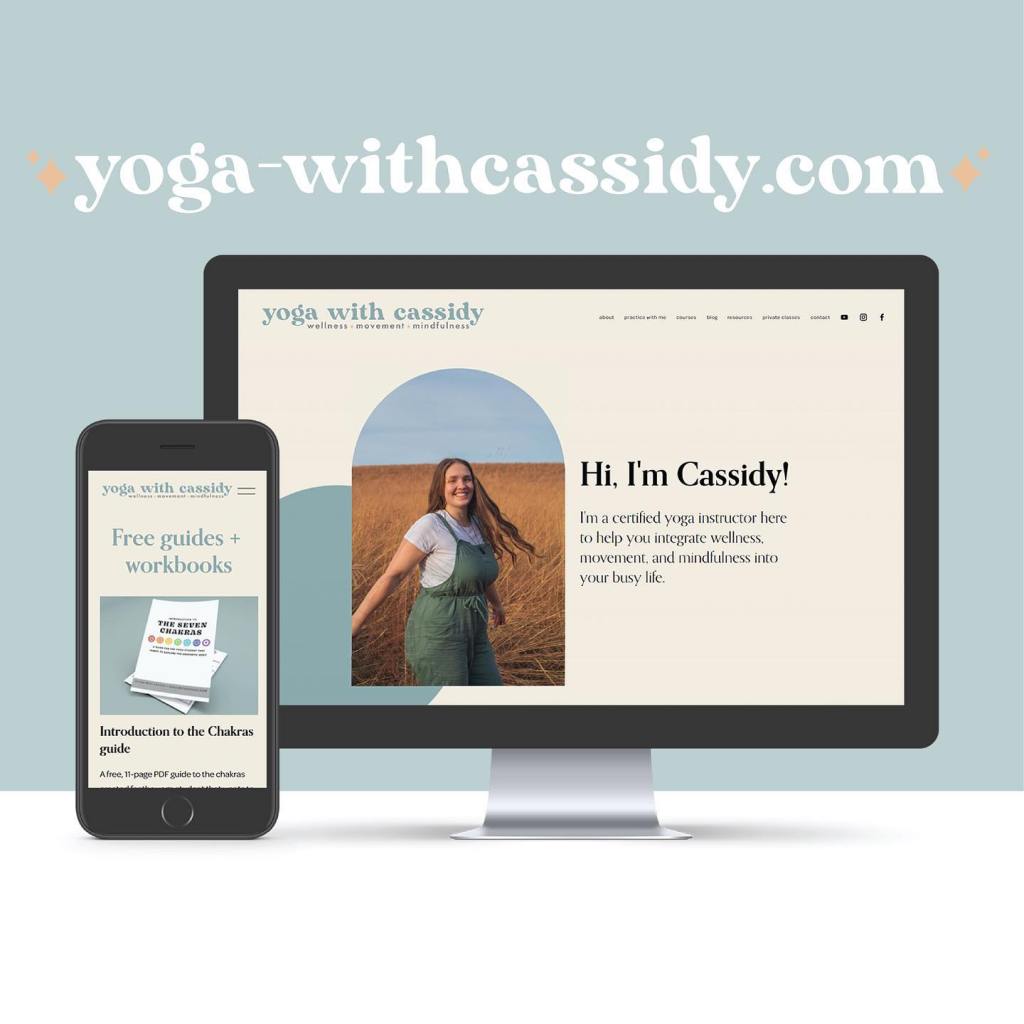 yoga-withcassidy.com
yoga with cassidy
wellness + movement + mindfulness
about practice with me courses blog resources private classes contact
Hi, I'm Cassidy!
I'm a certified yoga instructor here
to help you integrate wellness,
movement, and mindfulness into
your busy life.
yoga with cassidy
wellness + movement + mindfulness
Free guides +
workbooks
INTRODUCTION TO
THE SEVEN
CHAKRAS
Introduction to the Chakras
guide
A free, 11-page PDF guide to the chakras